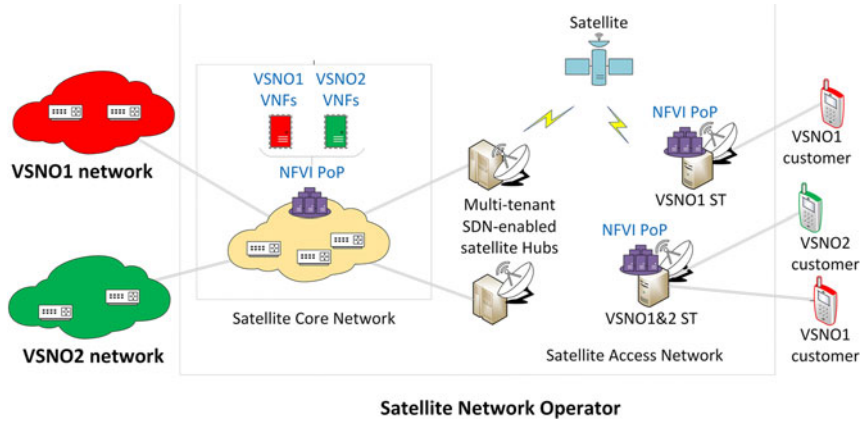 Satellite
VSNO1
VNFs
VSNO2
VNFs
NFVI PoP
VSNO1 network
NFVI PoP
VSNO1 ST
VSNO1
customer
Multi-tenant
SDN-enabled
satellite Hubs
NFVI PoP
VSNO2
customer
VSNO1&2 ST
VSNO1
customer
VSNO2 network
Satellite Core Network
Satellite Access Network
Satellite Network Operator